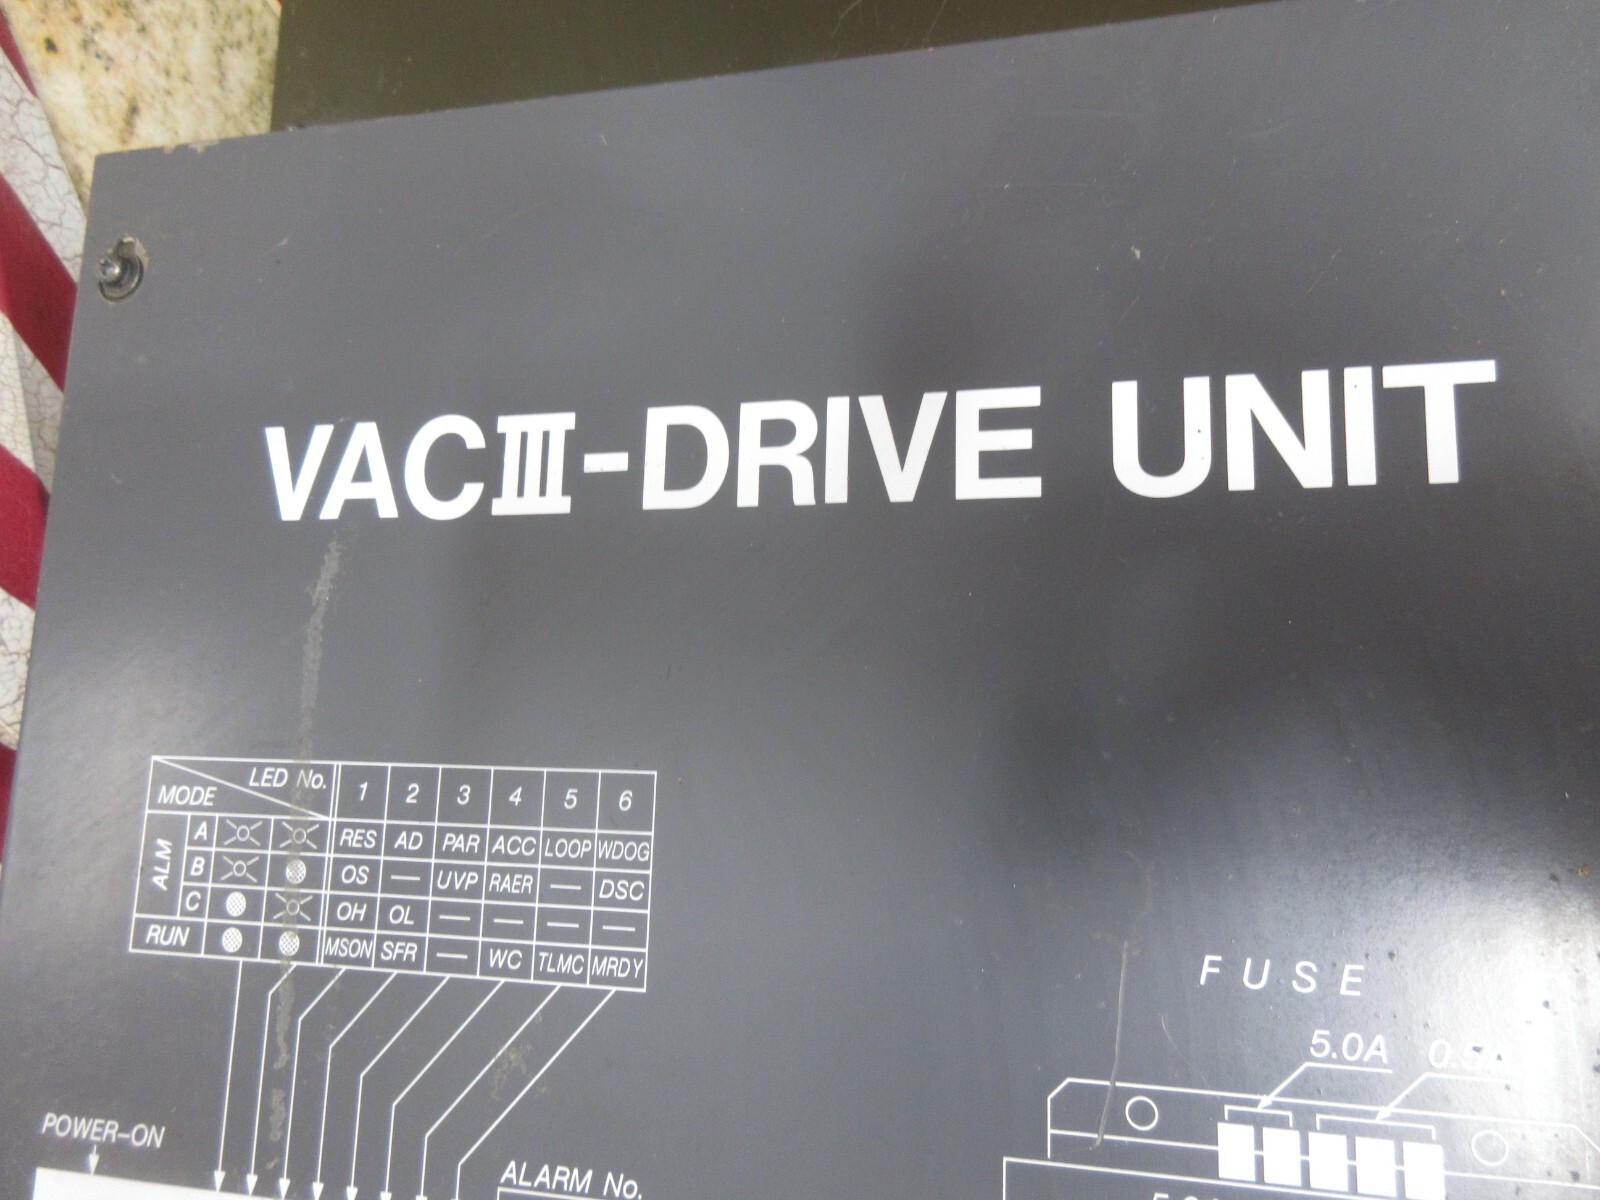 VACIII-DRIVE UNIT
LED No. 1 2 3 4 5 6
MODE
ALM A RES AD PAR ACC LOOP WDOG
B OS — UVP RAER — DSC
C OH OL — — — —
RUN MSON SFR — WC TLMC MRDY
FUSE
5.0A
POWER-ON
ALARM No.